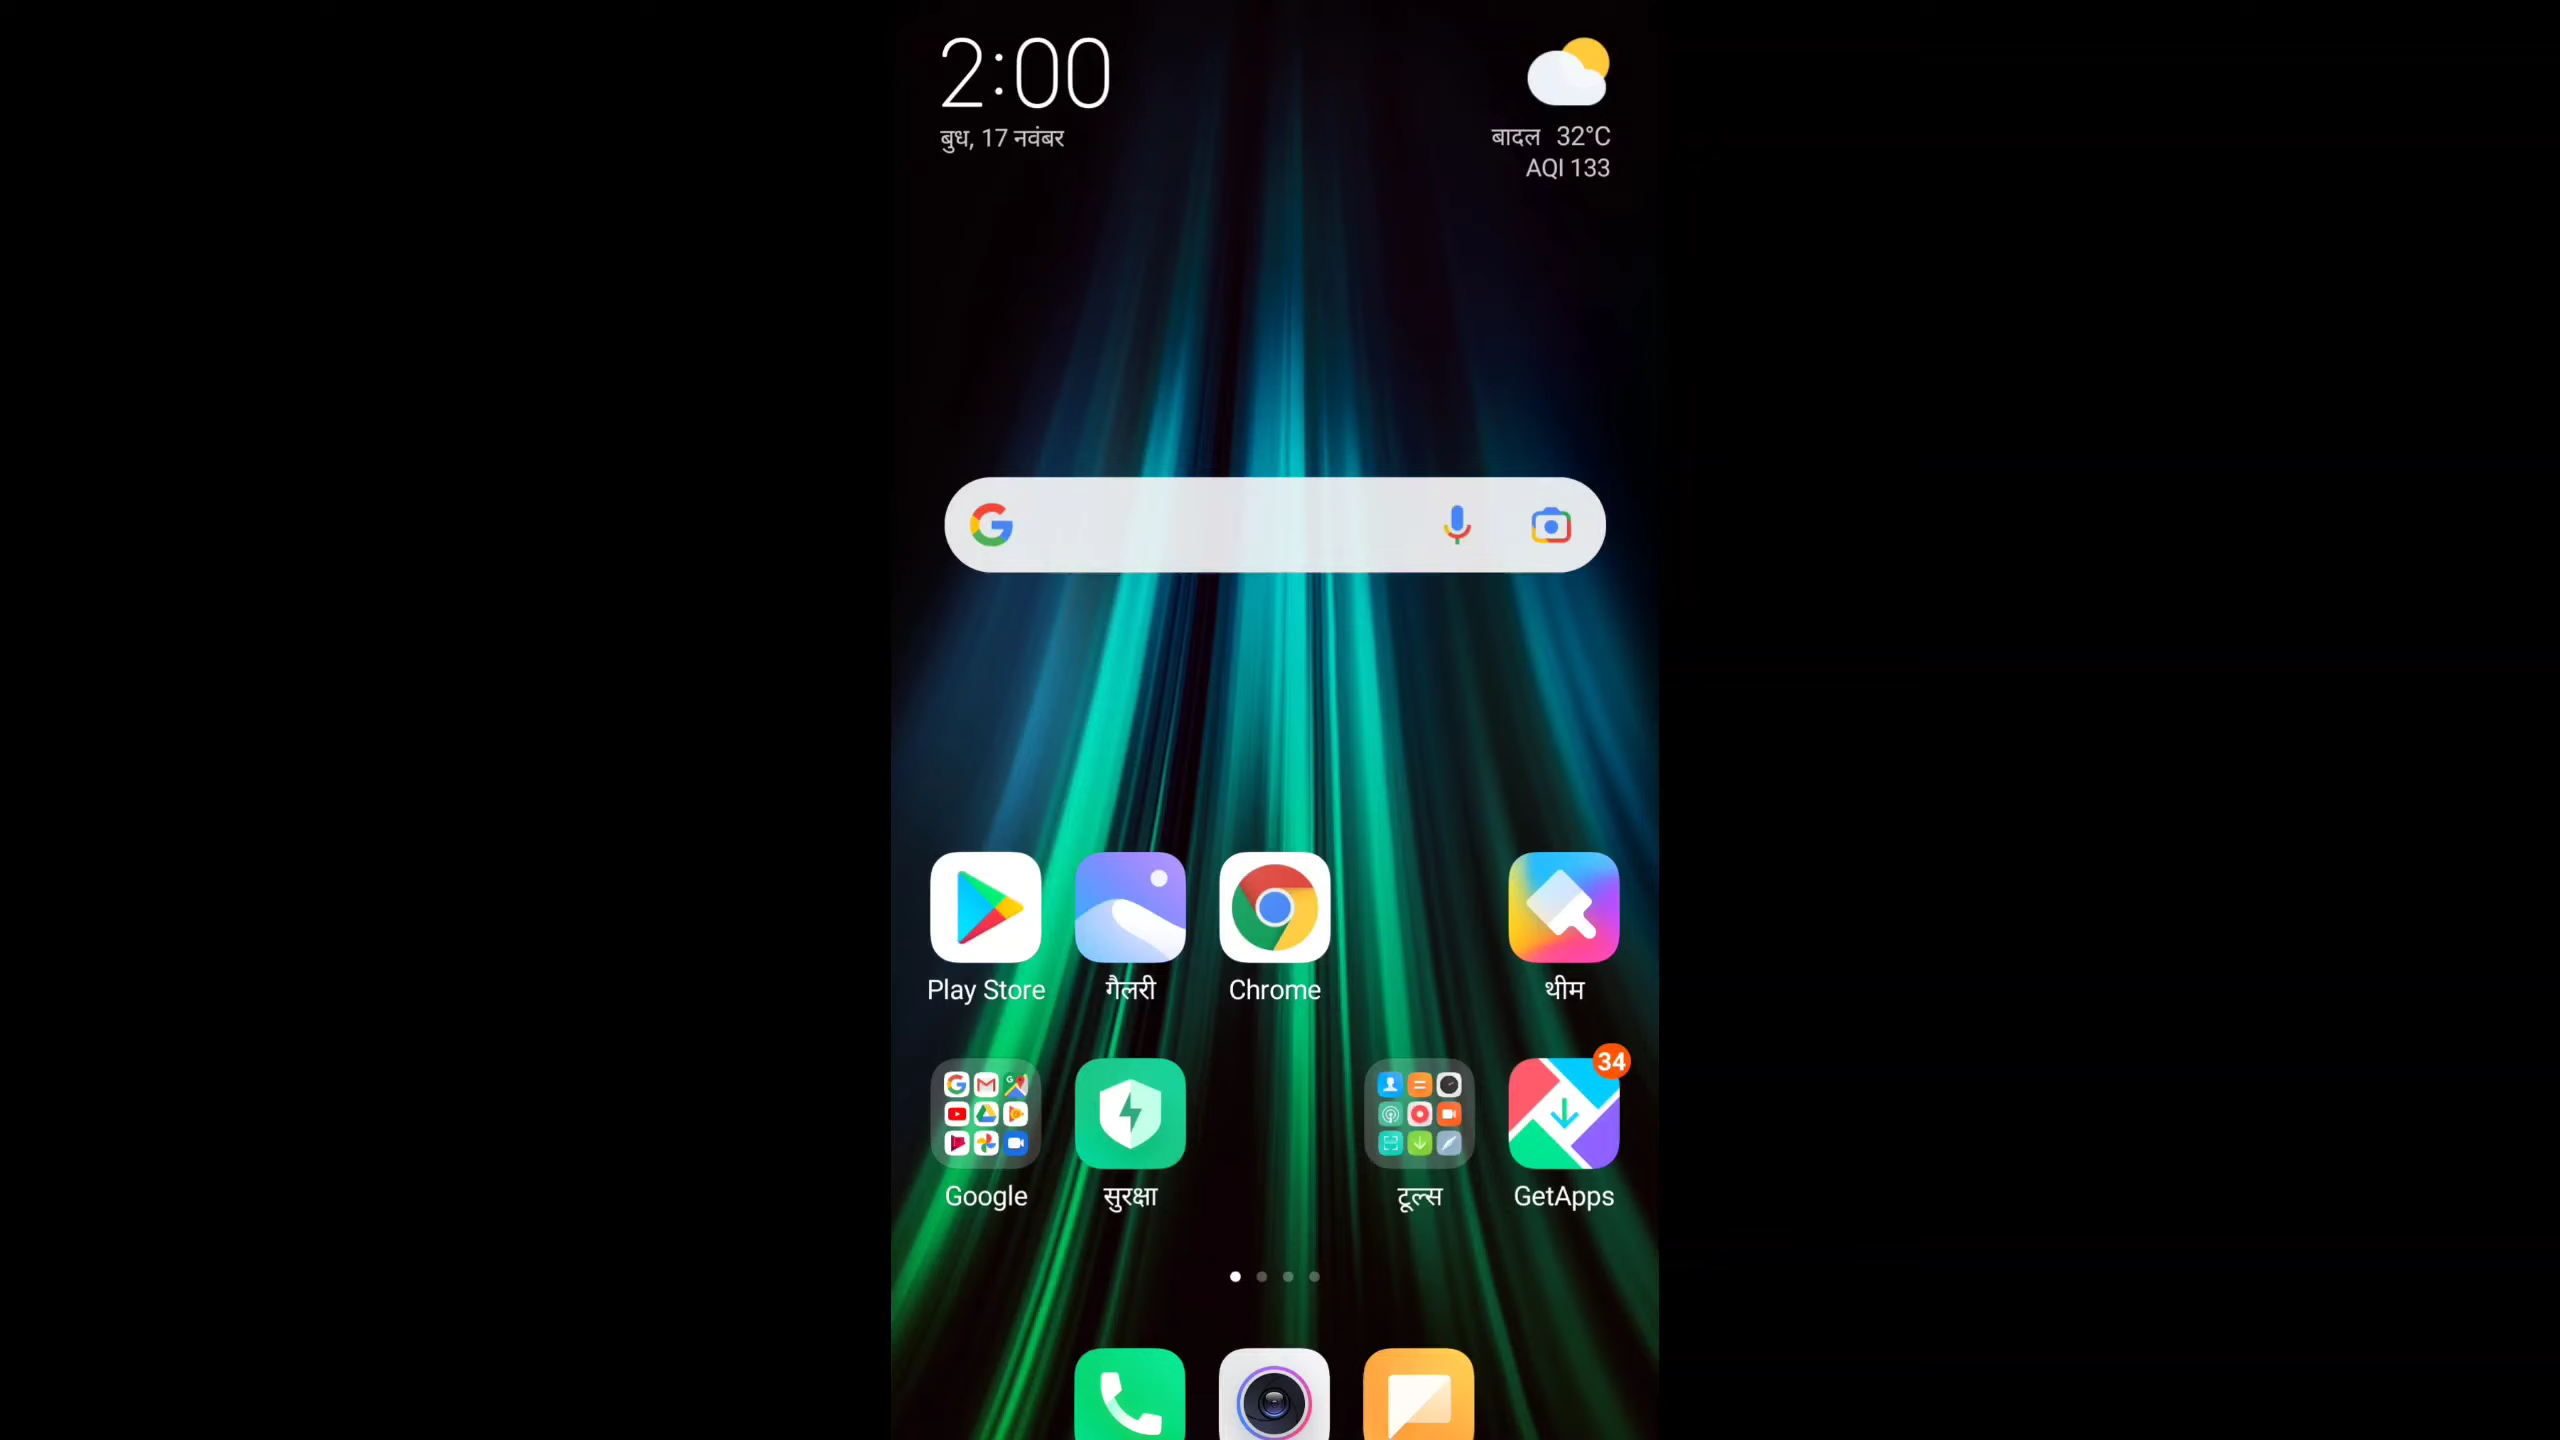 2:00
बुध, 17 नवंबर
बादल 32°C
AQI 133
Play Store
गैलरी
Chrome
थीम
34
Google
सुरक्षा
टूल्स
GetApps